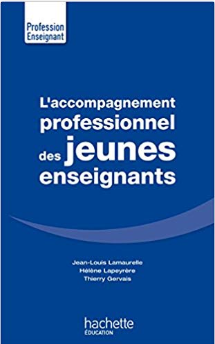 Profession
Enseignant
L'accompagnement
professionnel
des jeunes
enseignants
Jean-Louis Lamaurelle
Hélène Lapeyrère
Thierry Gervais
hachette
ÉDUCATION